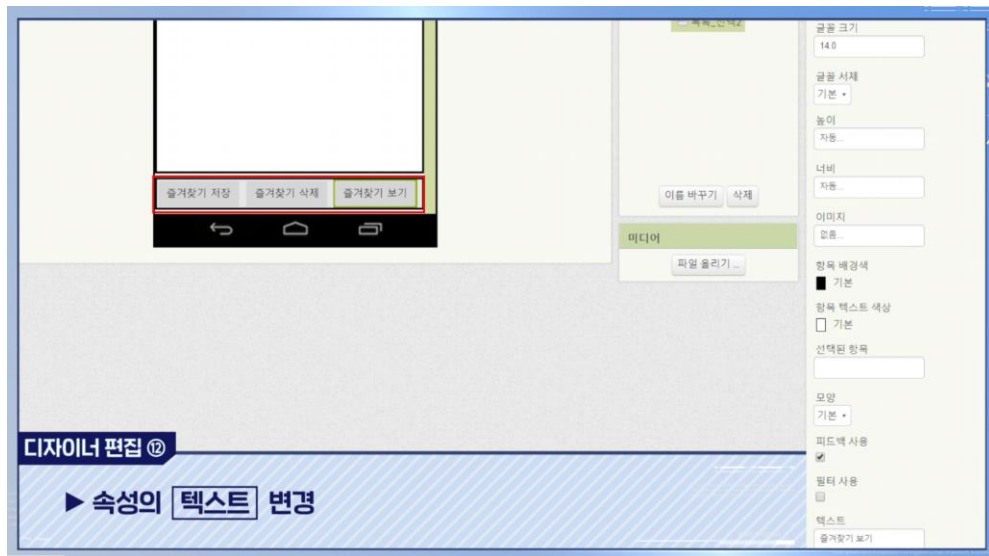 목록_선택2
글꼴 크기
14.0
글꼴 서체
기본
높이
자동...
너비
자동...
이미지
없음...
항목 배경색
기본
항목 텍스트 색상
기본
선택된 항목
모양
기본
피드백 사용
필터 사용
텍스트
즐겨찾기 보기
이름 바꾸기 삭제
미디어
파일 올리기 ...
즐겨찾기 저장 즐겨찾기 삭제 즐겨찾기 보기
디자이너 편집 ⑫
▶ 속성의 텍스트 변경